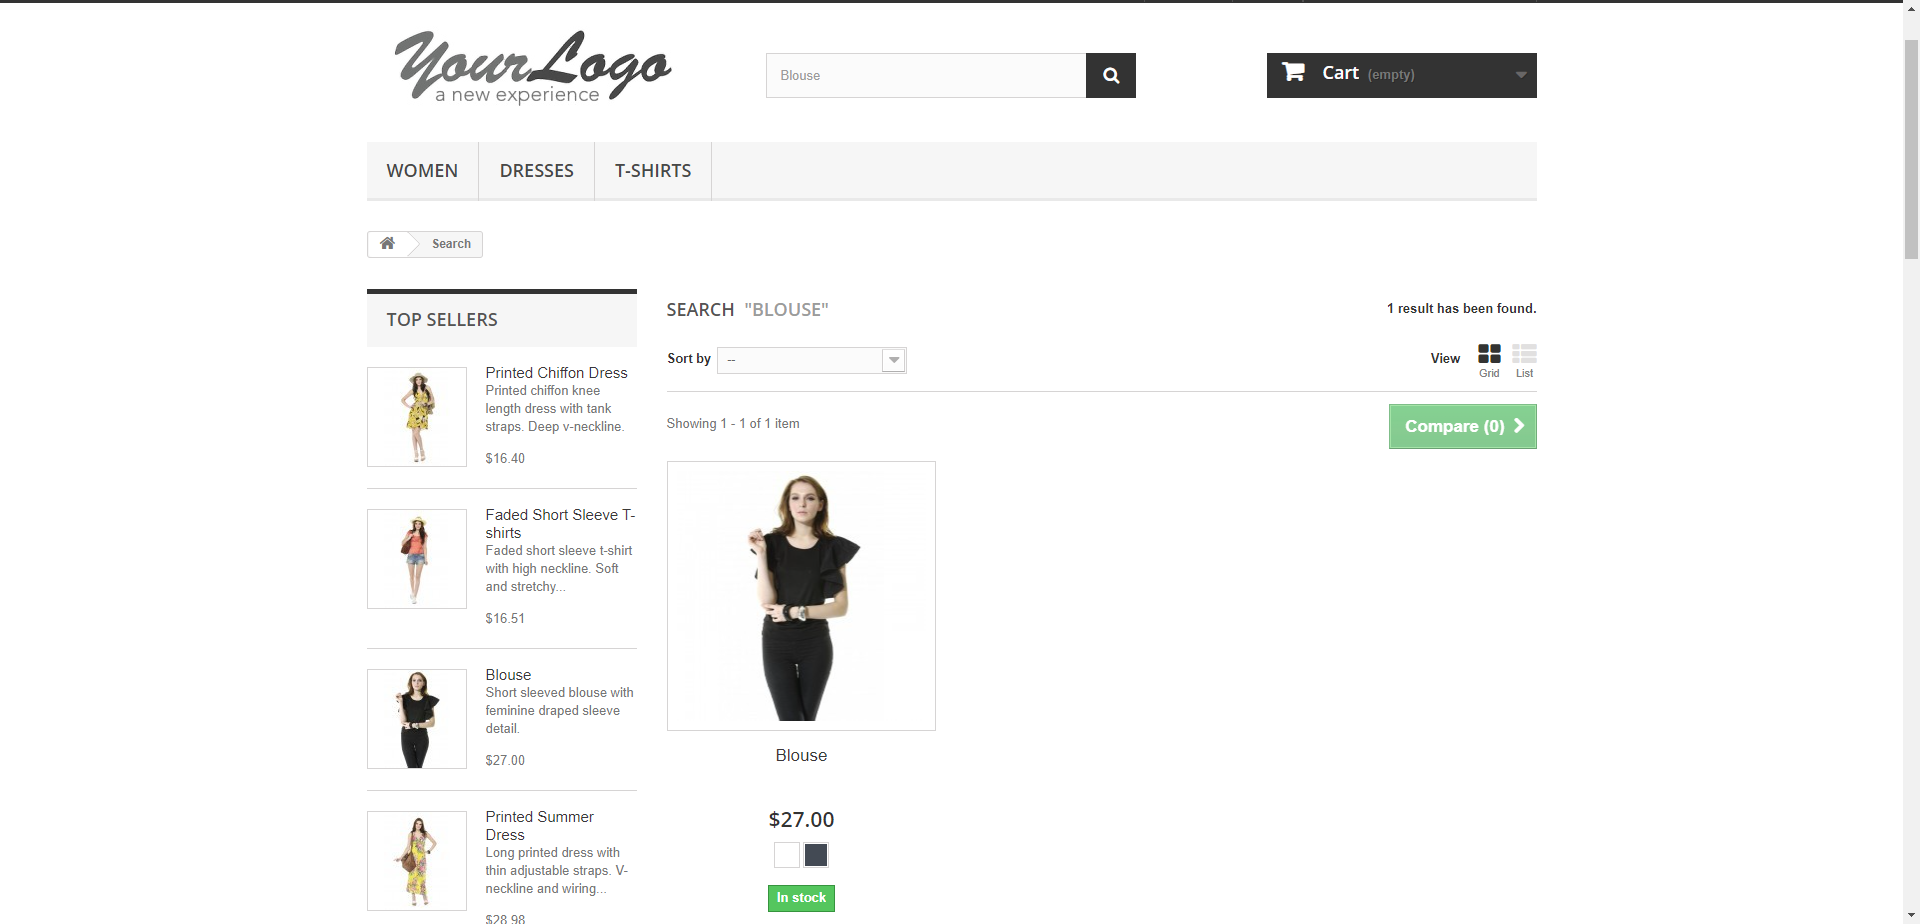 YourLogo
a new experience
Blouse
Cart (empty)
WOMEN
DRESSES
T-SHIRTS
Search
TOP SELLERS
Printed Chiffon Dress
Printed chiffon knee
length dress with tank
straps. Deep v-neckline.
$16.40
Faded Short Sleeve T-
shirts
Faded short sleeve t-shirt
with high neckline. Soft
and stretchy...
$16.51
Blouse
Short sleeved blouse with
feminine draped sleeve
detail.
$27.00
Printed Summer
Dress
Long printed dress with
thin adjustable straps. V-
neckline and wiring...
$28.98
SEARCH "BLOUSE"
1 result has been found.
Sort by --
View
Grid
List
Showing 1 - 1 of 1 item
Compare (0)
Blouse
$27.00
In stock